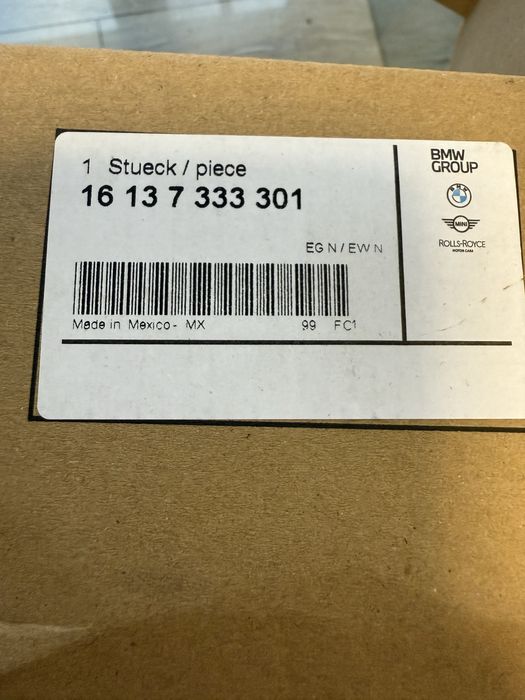 1 Stueck / piece
16 13 7 333 301
EG N / EW N
Made in Mexico - MX 99 FC1
BMW
GROUP
BMW
MINI
ROLLS-ROYCE
MOTOR CARS